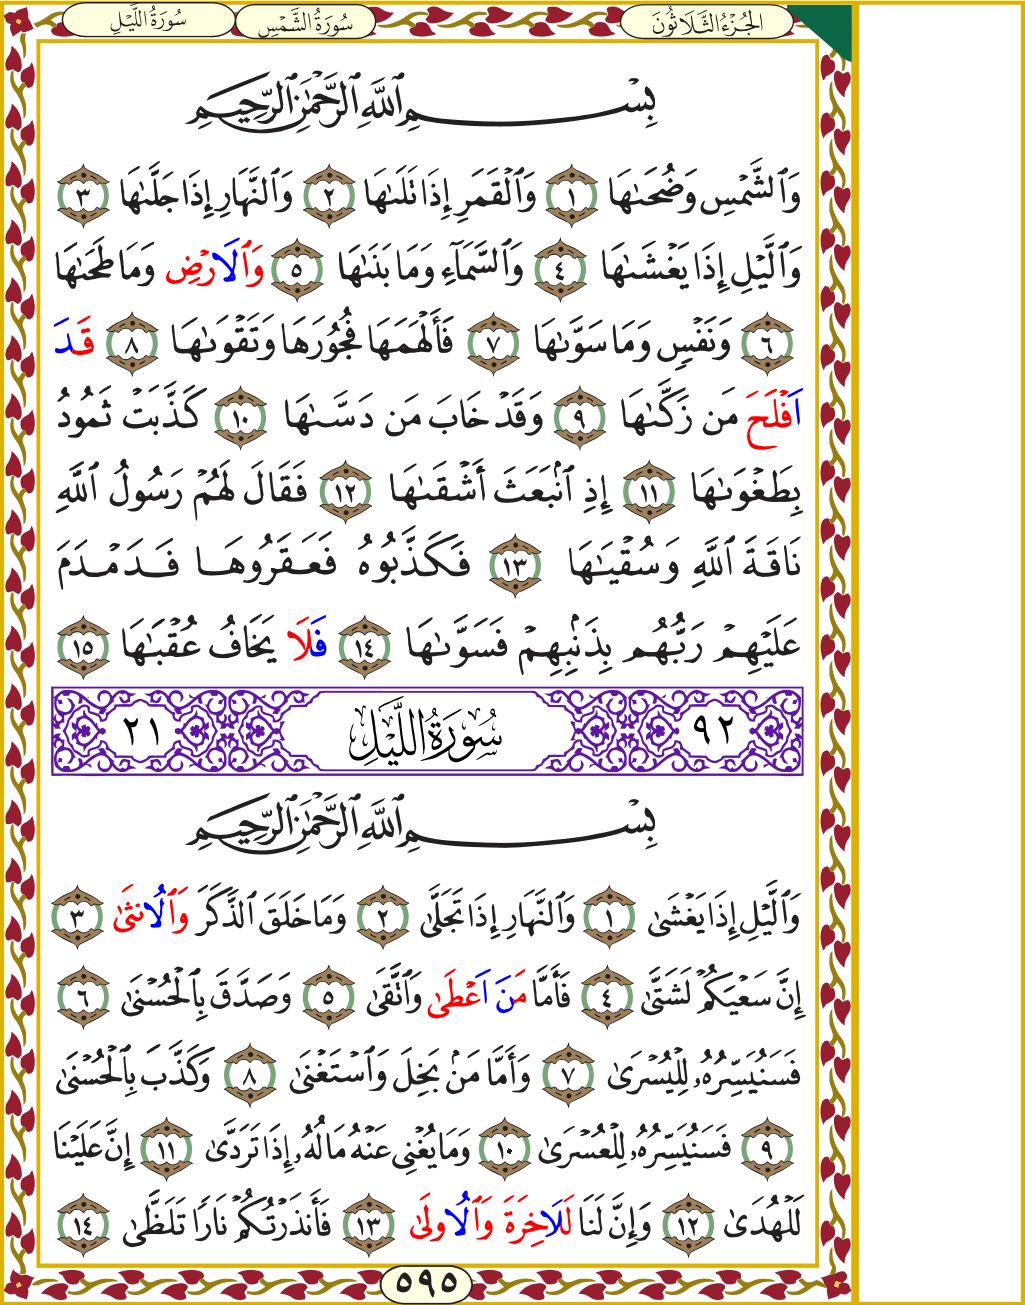 الجُزْءُ الثَّلَاثُونَ سُورَةُ الشَّمْسِ سُورَةُ اللَّيْلِ
بِسْمِ ٱللَّهِ ٱلرَّحْمَٰنِ ٱلرَّحِيمِ
وَٱلشَّمْسِ وَضُحَىٰهَا ١ وَٱلْقَمَرِ إِذَا تَلَىٰهَا ٢ وَٱلنَّهَارِ إِذَا جَلَّىٰهَا ٣
وَٱلَّيْلِ إِذَا يَغْشَىٰهَا ٤ وَٱلسَّمَآءِ وَمَا بَنَىٰهَا ٥ وَٱلَارْضِ وَمَا طَحَىٰهَا
٦ وَنَفْسٍ وَمَا سَوَّىٰهَا ٧ فَأَلْهَمَهَا فُجُورَهَا وَتَقْوَىٰهَا ٨ قَدَ
اَفْلَحَ مَن زَكَّىٰهَا ٩ وَقَدْ خَابَ مَن دَسَّىٰهَا ١٠ كَذَّبَتْ ثَمُودُ
بِطَغْوَىٰهَا ١١ إِذِ ٱنۢبَعَثَ أَشْقَىٰهَا ١٢ فَقَالَ لَهُمْ رَسُولُ ٱللَّهِ
نَاقَةَ ٱللَّهِ وَسُقْيَٰهَا ١٣ فَكَذَّبُوهُ فَعَقَرُوهَا فَدَمْدَمَ
عَلَيْهِمْ رَبُّهُم بِذَنۢبِهِمْ فَسَوَّىٰهَا ١٤ فَلَا يَخَافُ عُقْبَٰهَا ١٥
٩٢ سُورَةُ اللَّيْلِ ٢١
بِسْمِ ٱللَّهِ ٱلرَّحْمَٰنِ ٱلرَّحِيمِ
وَٱلَّيْلِ إِذَا يَغْشَىٰ ١ وَٱلنَّهَارِ إِذَا تَجَلَّىٰ ٢ وَمَا خَلَقَ ٱلذَّكَرَ وَٱلُانثَىٰ ٣
إِنَّ سَعْيَكُمْ لَشَتَّىٰ ٤ فَأَمَّا مَنَ اَعْطَىٰ وَٱتَّقَىٰ ٥ وَصَدَّقَ بِٱلْحُسْنَىٰ ٦
فَسَنُيَسِّرُهُۥ لِلْيُسْرَىٰ ٧ وَأَمَّا مَنۢ بَخِلَ وَٱسْتَغْنَىٰ ٨ وَكَذَّبَ بِٱلْحُسْنَىٰ
٩ فَسَنُيَسِّرُهُۥ لِلْعُسْرَىٰ ١٠ وَمَا يُغْنِى عَنْهُ مَالُهُۥٓ إِذَا تَرَدَّىٰٓ ١١ إِنَّ عَلَيْنَا
لَلْهُدَىٰ ١٢ وَإِنَّ لَنَا لَلَاخِرَةَ وَٱلُاولَىٰ ١٣ فَأَنذَرْتُكُمْ نَارًا تَلَظَّىٰ ١٤
٥٩٥